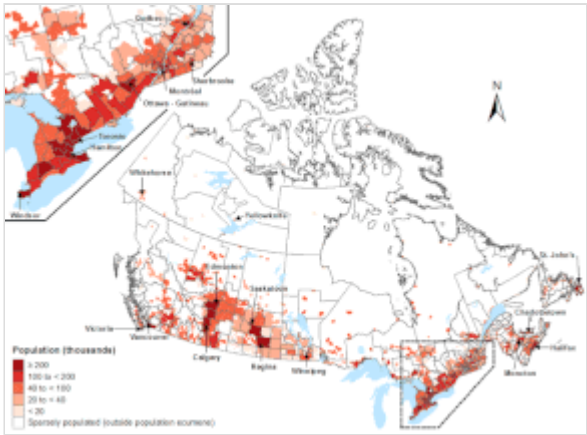 Québec
Sherbrooke
Montréal
Ottawa - Gatineau
Toronto
Hamilton
Windsor
N
Whitehorse
Yellowknife
St. John's
Edmonton
Saskatoon
Charlottetown
Victoria
Vancouver
Halifax
Calgary
Regina
Winnipeg
Moncton
Population (thousands)
≥ 200
100 to < 200
40 to < 100
20 to < 40
< 20
Sparsely populated (outside population ecumene)